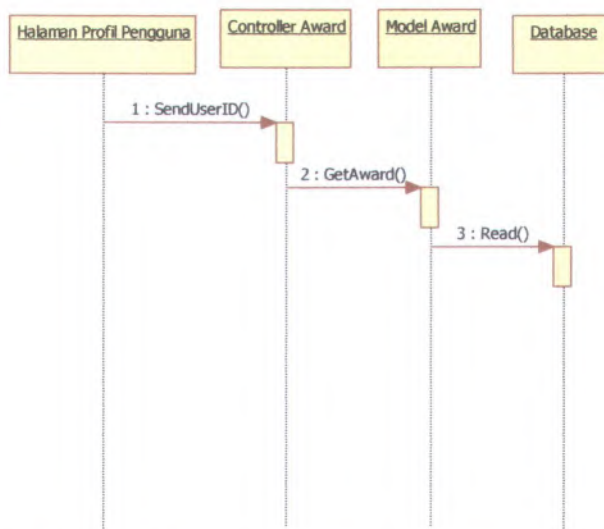 Halaman Profil Pengguna
Controller Award
Model Award
Database
1 : SendUserID()
2 : GetAward()
3 : Read()